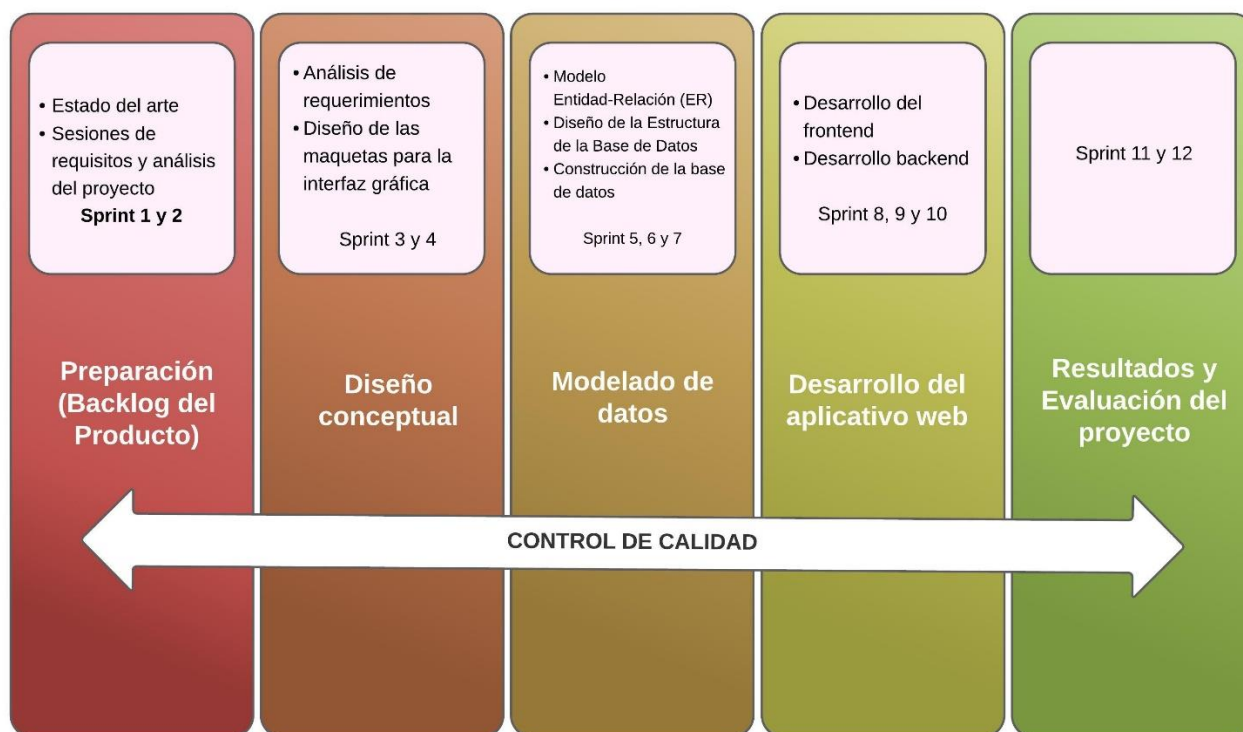 • Estado del arte
• Sesiones de
requisitos y análisis
del proyecto
Sprint 1 y 2
Preparación
(Backlog del
Producto)
• Análisis de
requerimientos
• Diseño de las
maquetas para la
interfaz gráfica
Sprint 3 y 4
Diseño
conceptual
• Modelo
Entidad-Relación (ER)
• Diseño de la Estructura
de la Base de Datos
• Construcción de la base
de datos
Sprint 5, 6 y 7
Modelado de
datos
• Desarrollo del
frontend
• Desarrollo backend
Sprint 8, 9 y 10
Desarrollo del
aplicativo web
Sprint 11 y 12
Resultados y
Evaluación del
proyecto
CONTROL DE CALIDAD